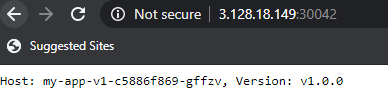 Not secure | 3.128.18.149:30042
Suggested Sites
Host: my-app-v1-c5886f869-gffzv, Version: v1.0.0